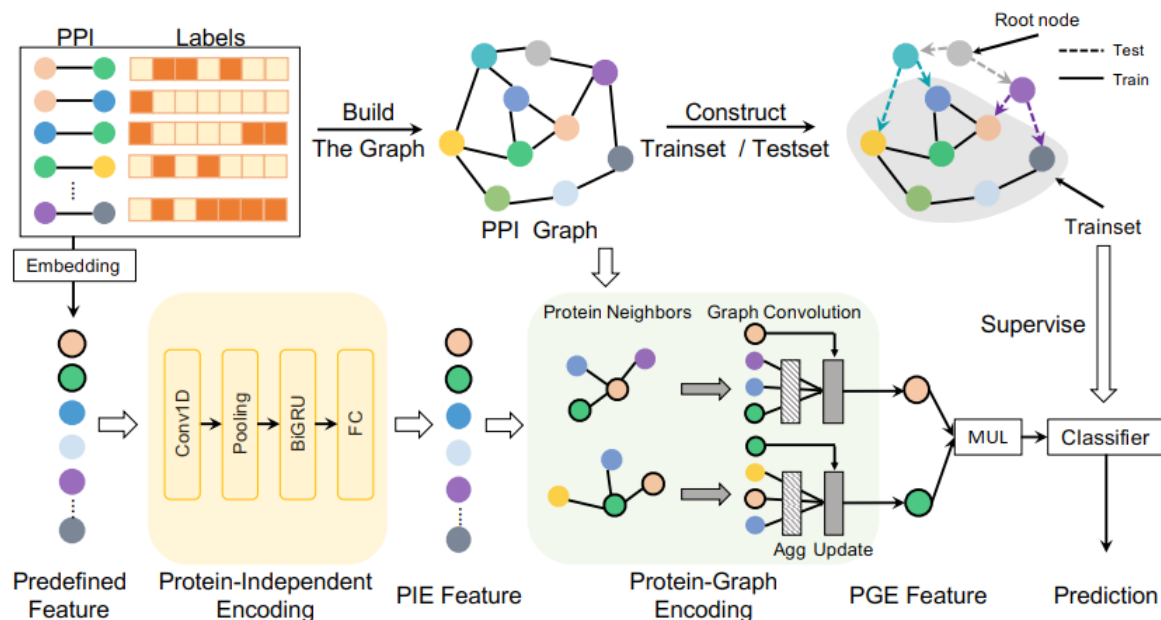 PPI
Labels
Build
The Graph
PPI Graph
Construct
Trainset / Testset
Root node
Test
Train
Trainset
Embedding
Supervise
Conv1D
Pooling
BiGRU
FC
Protein Neighbors
Graph Convolution
Agg
Update
MUL
Classifier
Predefined
Feature
Protein-Independent
Encoding
PIE Feature
Protein-Graph
Encoding
PGE Feature
Prediction